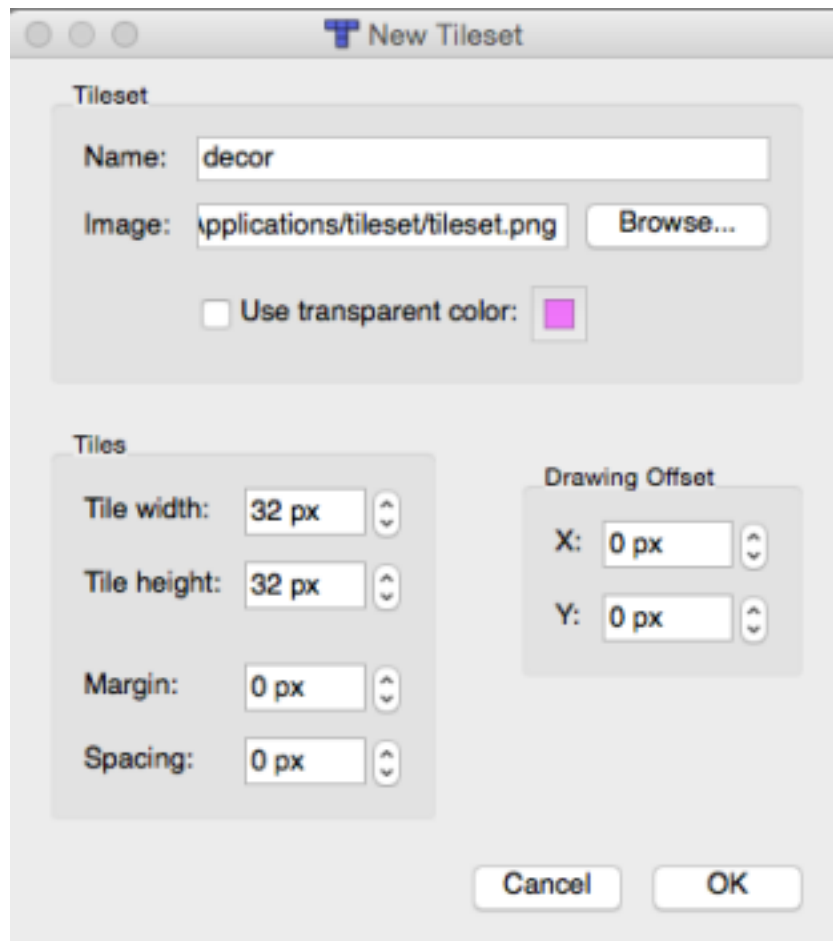 New Tileset
Tileset
Name: decor
Image: Applications/tileset/tileset.png Browse...
Use transparent color:
Tiles
Tile width: 32 px
Tile height: 32 px
Margin: 0 px
Spacing: 0 px
Drawing Offset
X: 0 px
Y: 0 px
Cancel OK